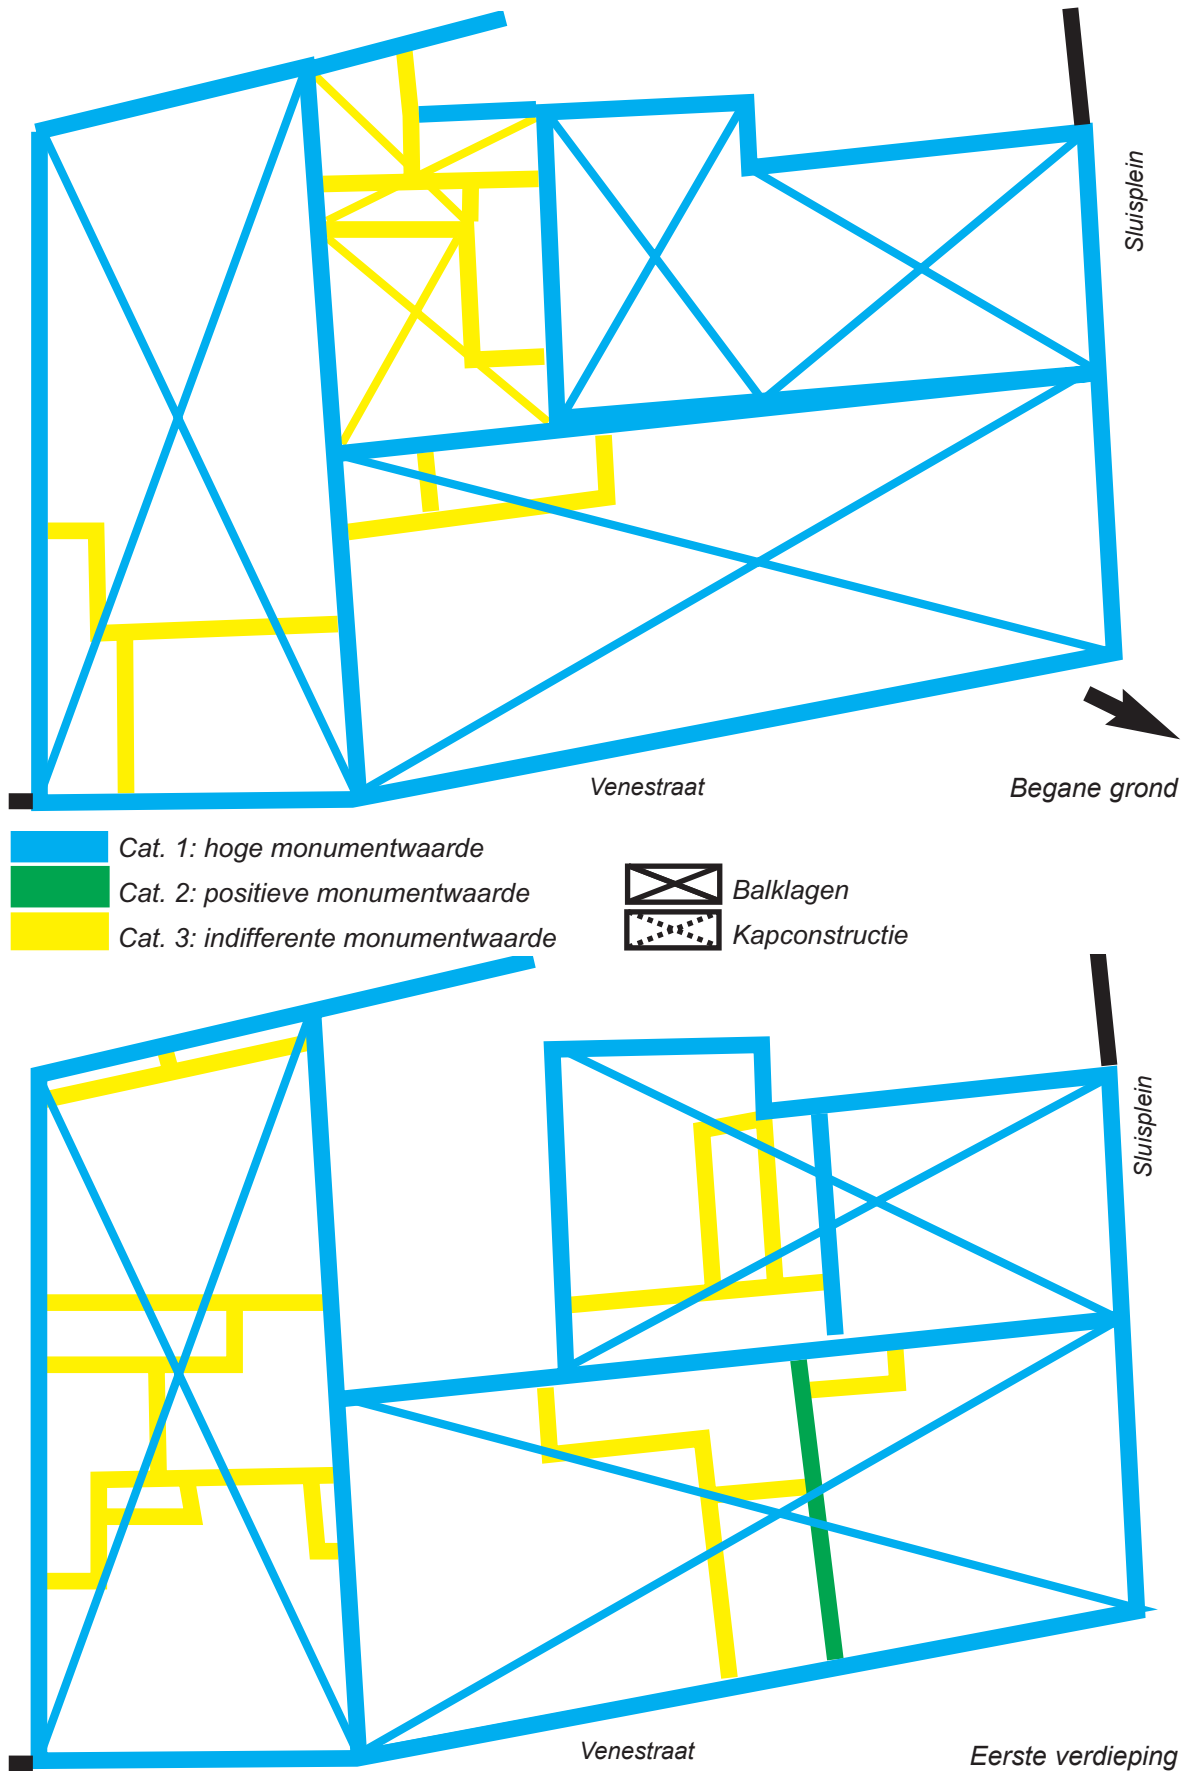 Sluisplein
Venestraat
Begane grond
Cat. 1: hoge monumentwaarde
Cat. 2: positieve monumentwaarde
Cat. 3: indifferente monumentwaarde
Balklagen
Kapconstructie
Sluisplein
Venestraat
Eerste verdieping